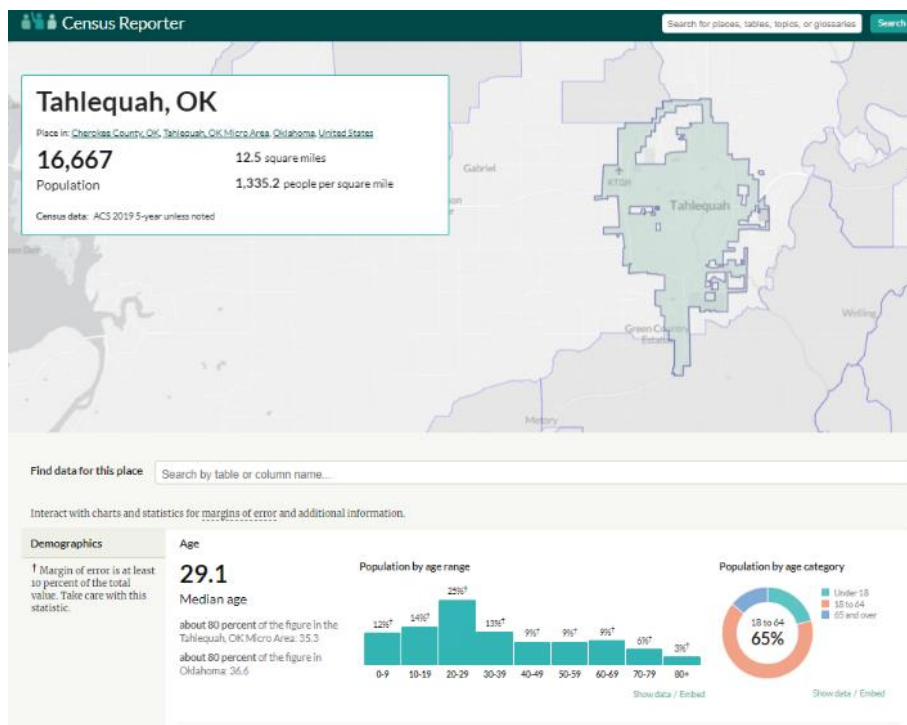 Census Reporter
Search for places, tables, topics, or glossaries
Search
Tahlequah, OK
Place in: Cherokee County, OK, Tahlequah, OK Micro Area, Oklahoma, United States
16,667
Population
12.5 square miles
1,335.2 people per square mile
Census data: ACS 2019 5-year unless noted
Gabriel
KTQH
Tahlequah
Welling
Green Country
Estates
Find data for this place
Search by table or column name...
Interact with charts and statistics for margins of error and additional information.
Demographics
† Margin of error is at least
10 percent of the total
value. Take care with this
statistic.
Age
29.1
Median age
about 80 percent of the figure in the
Tahlequah, OK Micro Area: 35.3
about 80 percent of the figure in
Oklahoma: 36.6
Population by age range
12%† 14%† 25%† 13%† 9%† 9%† 9%† 6%† 3%†
0-9 10-19 20-29 30-39 40-49 50-59 60-69 70-79 80+
Show data / Embed
Population by age category
18 to 64
65%
Under 18
18 to 64
65 and over
Show data / Embed